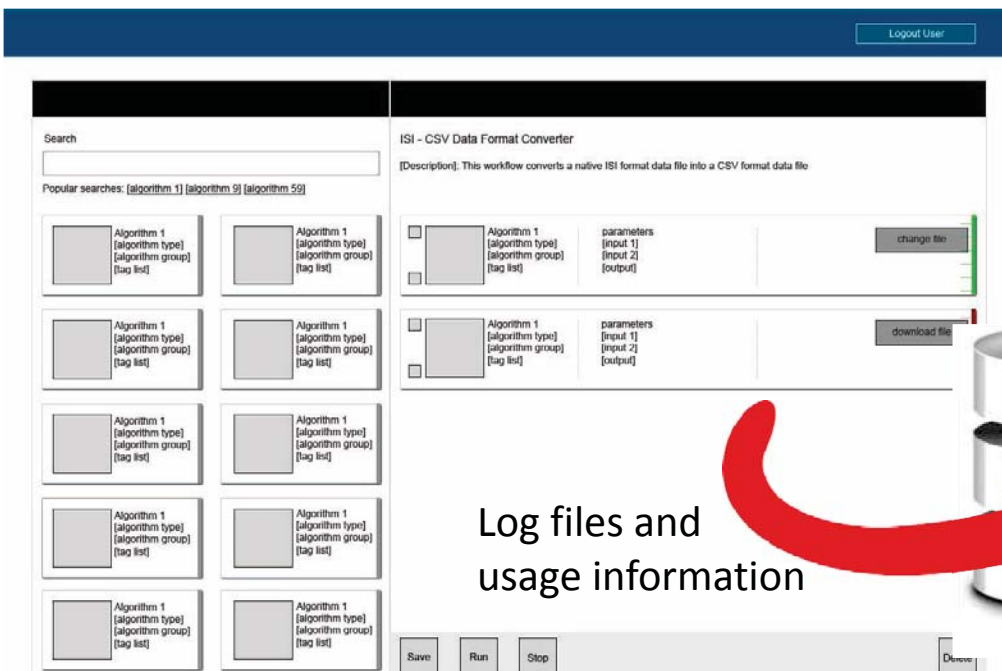 Logout User
Search
Popular searches: [algorithm 1] [algorithm 9] [algorithm 59]
Algorithm 1
[algorithm type]
[algorithm group]
[tag list]
Algorithm 1
[algorithm type]
[algorithm group]
[tag list]
Algorithm 1
[algorithm type]
[algorithm group]
[tag list]
Algorithm 1
[algorithm type]
[algorithm group]
[tag list]
Algorithm 1
[algorithm type]
[algorithm group]
[tag list]
Algorithm 1
[algorithm type]
[algorithm group]
[tag list]
Algorithm 1
[algorithm type]
[algorithm group]
[tag list]
Algorithm 1
[algorithm type]
[algorithm group]
[tag list]
Algorithm 1
[algorithm type]
[algorithm group]
[tag list]
Algorithm 1
[algorithm type]
[algorithm group]
[tag list]
ISI - CSV Data Format Converter
[Description]: This workflow converts a native ISI format data file into a CSV format data file
Algorithm 1
[algorithm type]
[algorithm group]
[tag list]
parameters
[input 1]
[input 2]
[output]
change file
Algorithm 1
[algorithm type]
[algorithm group]
[tag list]
parameters
[input 1]
[input 2]
[output]
download file
Log files and
usage information
Save
Run
Stop
Delete